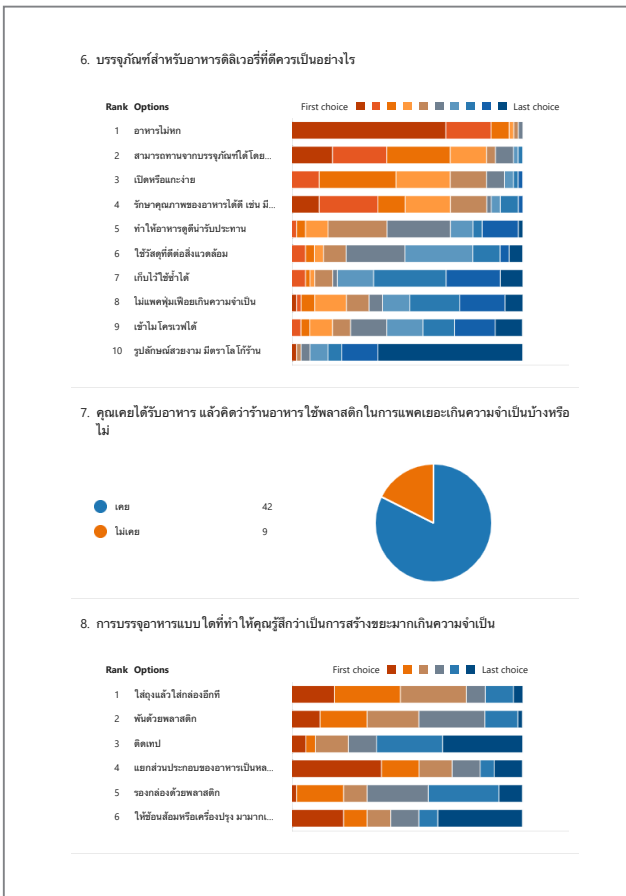 6. บรรจุภัณฑ์สำหรับอาหารดิลิเวอรี่ที่ดีควรเป็นอย่างไร
Rank Options First choice Last choice
1 อาหารไม่หก
2 สามารถทานจากบรรจุภัณฑ์ได้โดย...
3 เปิดหรือแกะง่าย
4 รักษาคุณภาพของอาหารได้ดี เช่น มี...
5 ทำให้อาหารดูดีน่ารับประทาน
6 ใช้วัสดุที่ดีต่อสิ่งแวดล้อม
7 เก็บไว้ใช้ซ้ำได้
8 ไม่แพคฟุ่มเฟือยเกินความจำเป็น
9 เข้าไมโครเวฟได้
10 รูปลักษณ์สวยงาม มีตราโลโก้ร้าน
7. คุณเคยได้รับอาหาร แล้วคิดว่าร้านอาหารใช้พลาสติกในการแพคเยอะเกินความจำเป็นบ้างหรือ
ไม่
เคย 42
ไม่เคย 9
8. การบรรจุอาหารแบบใดที่ทำให้คุณรู้สึกว่าเป็นการสร้างขยะมากเกินความจำเป็น
Rank Options First choice Last choice
1 ใส่ถุงแล้วใส่กล่องอีกที
2 พันด้วยพลาสติก
3 ติดเทป
4 แยกส่วนประกอบของอาหารเป็นหล...
5 รองกล่องด้วยพลาสติก
6 ให้ช้อนส้อมหรือเครื่องปรุง มามากเ...